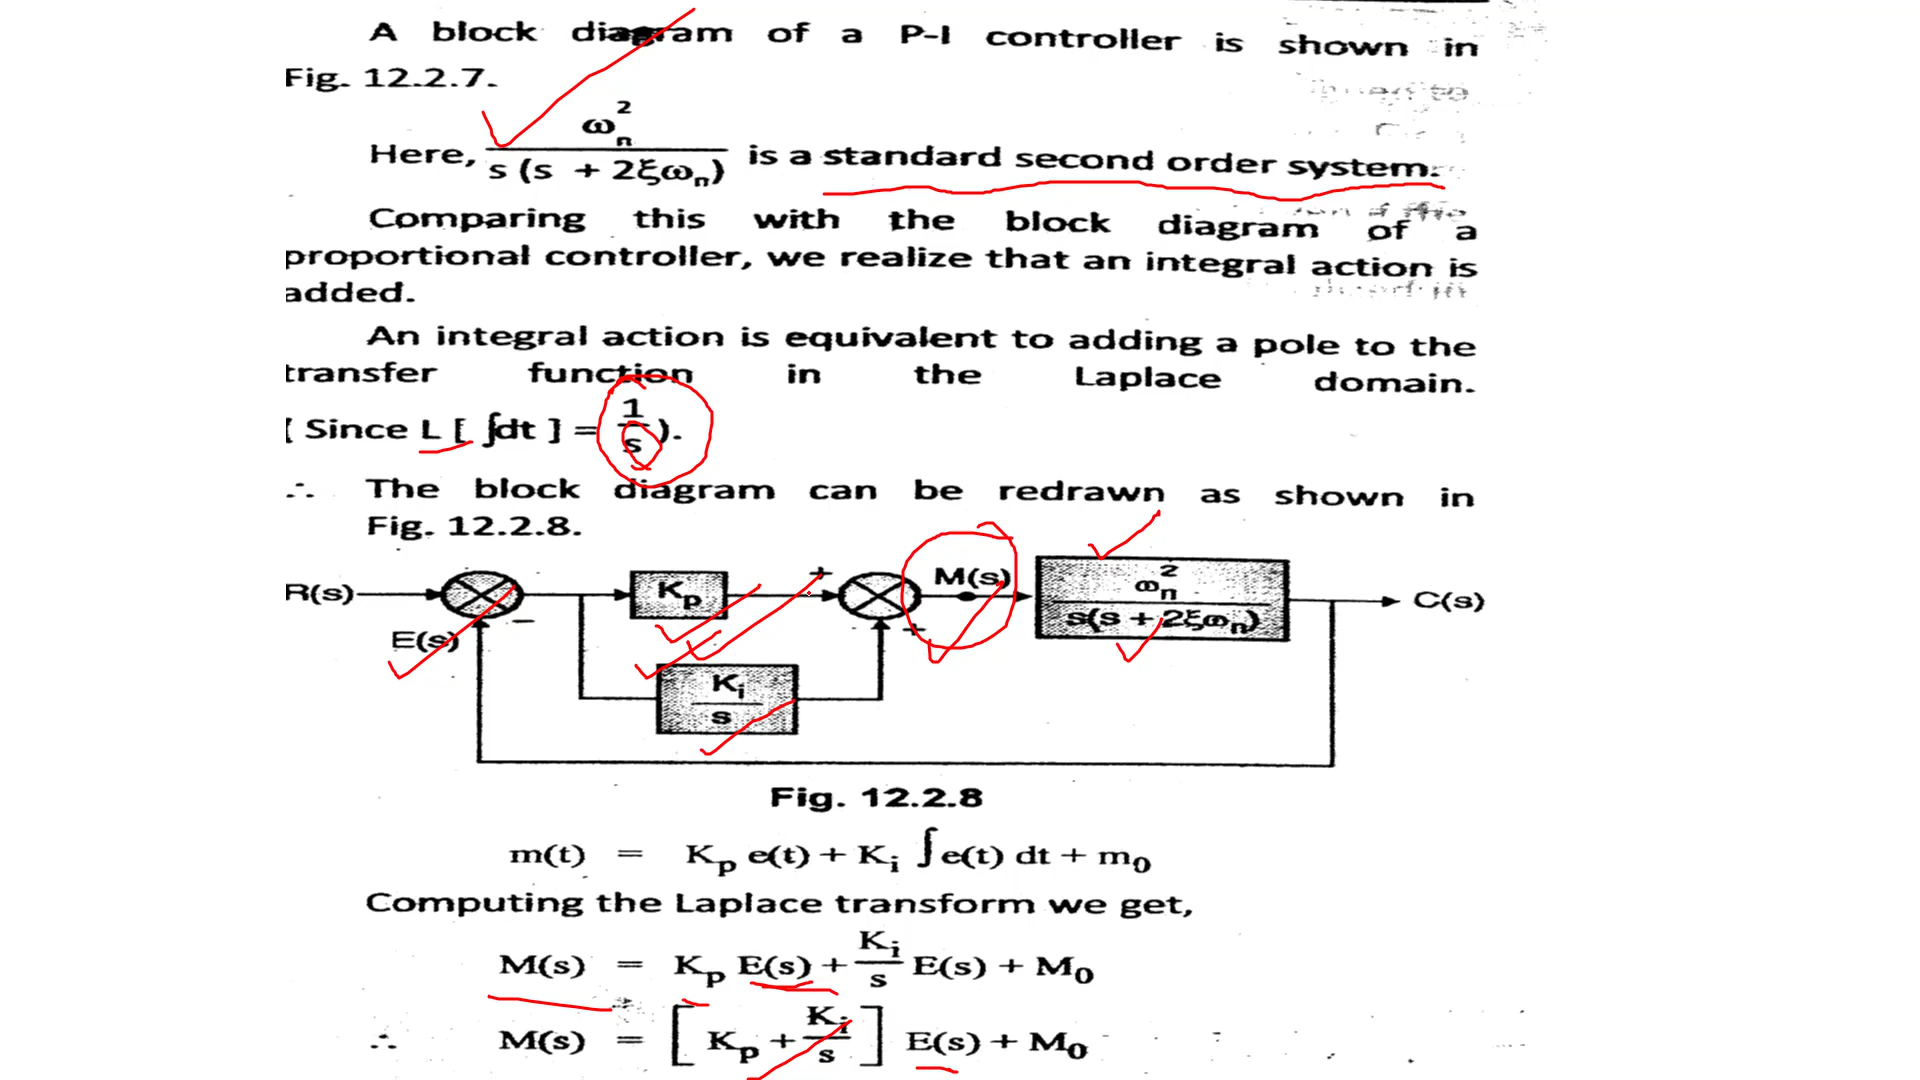 A block diagram of a P-I controller is shown in
Fig. 12.2.7.
Here, ω_n^2 / s (s + 2ξω_n) is a standard second order system.
Comparing this with the block diagram of a
proportional controller, we realize that an integral action is
added.
An integral action is equivalent to adding a pole to the
transfer function in the Laplace domain.
( Since L [ ∫dt ] = 1/s ).
∴ The block diagram can be redrawn as shown in
Fig. 12.2.8.
R(s) E(s) − K_p + M(s) ω_n^2 / s(s + 2ξω_n) C(s)
+
K_i / s
Fig. 12.2.8
m(t) = K_p e(t) + K_i ∫e(t) dt + m_0
Computing the Laplace transform we get,
M(s) = K_p E(s) + K_i/s E(s) + M_0
∴ M(s) = [ K_p + K_i/s ] E(s) + M_0